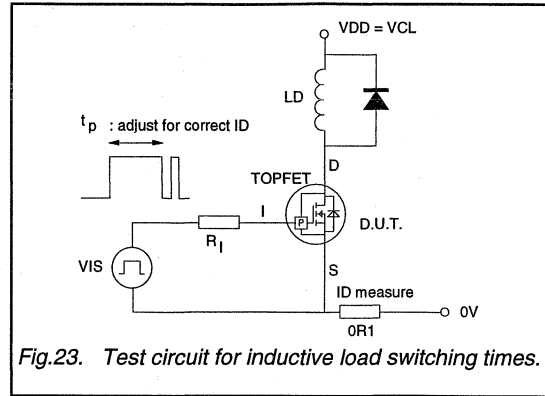 VDD = VCL
LD
tp : adjust for correct ID
D
TOPFET
I
P
D.U.T.
RI
VIS
S
ID measure
0V
0R1
Fig.23. Test circuit for inductive load switching times.